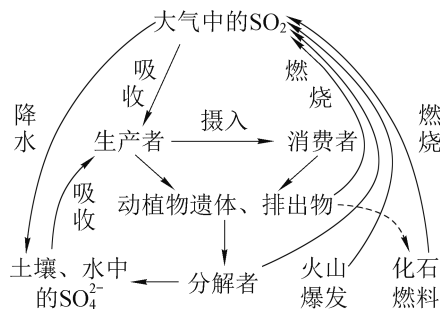 大气中的SO₂
吸收
燃烧
降水
燃烧
生产者
摄入
消费者
吸收
动植物遗体、排出物
土壤、水中
的SO₄²⁻
分解者
火山
爆发
化石
燃料